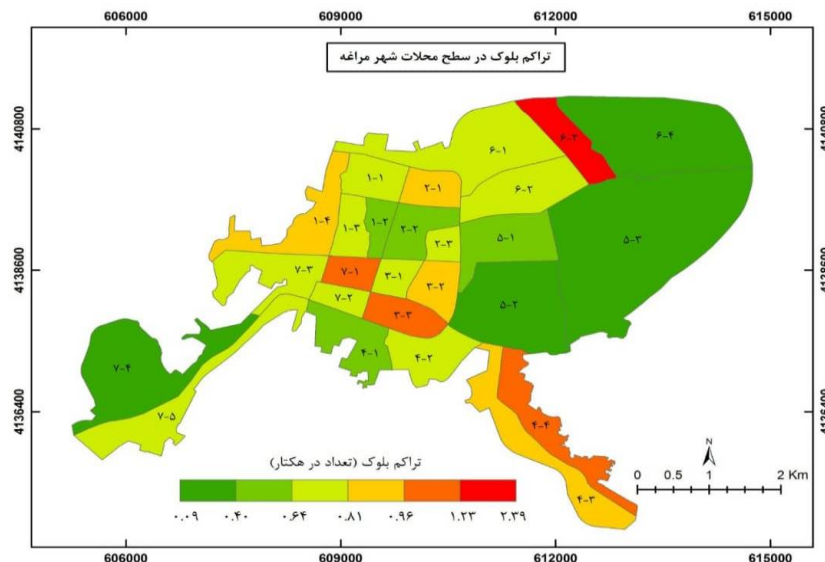 606000 609000 612000 615000
تراکم بلوک در سطح محلات شهر مراغه
4140800 4140800
۶-۳ ۶-۴
۶-۱
۱-۱ ۲-۱ ۶-۲
۱-۴ ۱-۳ ۱-۲ ۲-۲ ۲-۳ ۵-۱ ۵-۳
4138600 4138600
۷-۳ ۷-۱ ۳-۱ ۳-۲
۷-۲ ۳-۳ ۵-۲
۴-۱ ۴-۲
۷-۴
4136400 4136400
۷-۵ ۴-۴
تراکم بلوک (تعداد در هکتار)
N
0 0.5 1 2 Km
۴-۳
۰.۰۹ ۰.۴۰ ۰.۶۴ ۰.۸۱ ۰.۹۶ ۱.۲۳ ۲.۳۹
606000 609000 612000 615000